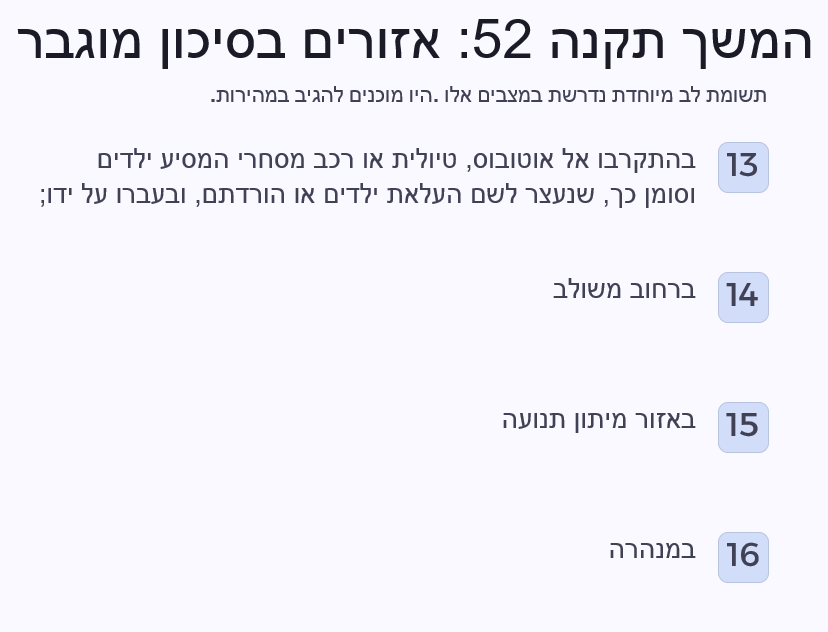 המשך תקנה 52: אזורים בסיכון מוגבר
תשומת לב מיוחדת נדרשת במצבים אלו .היו מוכנים להגיב במהירות.
13
בהתקרבו אל אוטובוס, טיולית או רכב מסחרי המסיע ילדים
וסומן כך, שנעצר לשם העלאת ילדים או הורדתם, ובעברו על ידו;
14
ברחוב משולב
15
באזור מיתון תנועה
16
במנהרה